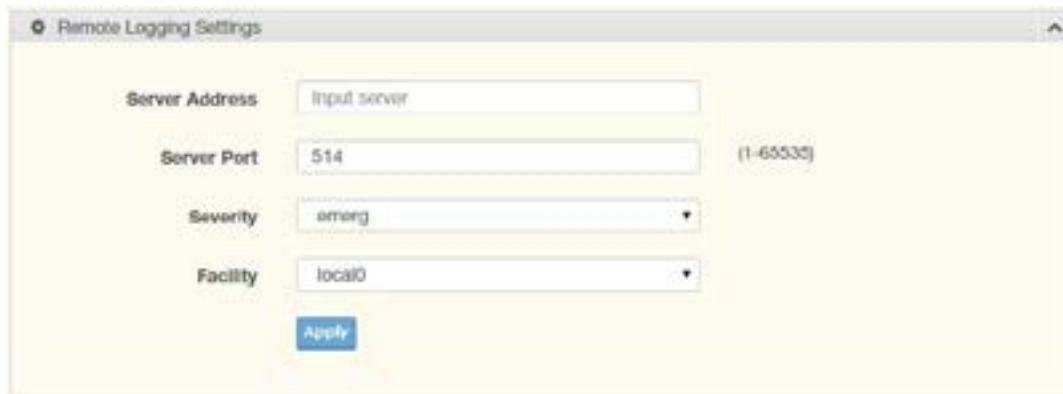 Remote Logging Settings
Server Address Input server
Server Port 514 (1-65535)
Severity emerg
Facility local0
Apply